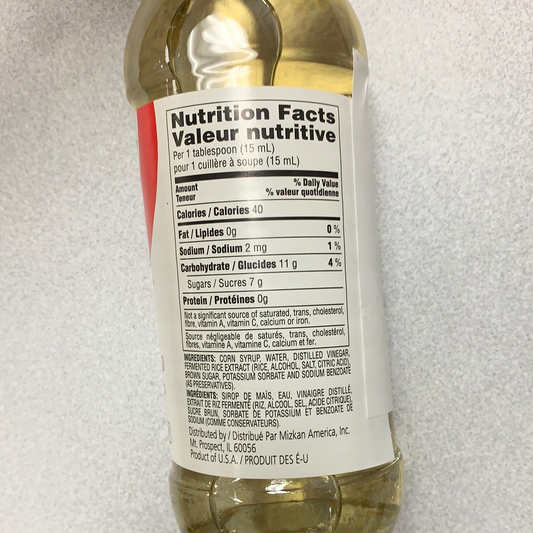 Nutrition Facts
Valeur nutritive
Per 1 tablespoon (15 mL)
pour 1 cuillère à soupe (15 mL)
Amount % Daily Value
Teneur % valeur quotidienne
Calories / Calories 40
Fat / Lipides 0g 0 %
Sodium / Sodium 2 mg 1 %
Carbohydrate / Glucides 11 g 4 %
Sugars / Sucres 7 g
Protein / Protéines 0g
Not a significant source of saturated, trans, cholesterol,
fibre, vitamin A, vitamin C, calcium or iron.
Source négligeable de saturés, trans, cholestérol,
fibres, vitamine A, vitamine C, calcium et fer.
INGREDIENTS: CORN SYRUP, WATER, DISTILLED VINEGAR,
FERMENTED RICE EXTRACT (RICE, ALCOHOL, SALT, CITRIC ACID),
BROWN SUGAR, POTASSIUM SORBATE AND SODIUM BENZOATE
(AS PRESERVATIVES).
INGRÉDIENTS: SIROP DE MAÏS, EAU, VINAIGRE DISTILLÉ,
EXTRAIT DE RIZ FERMENTÉ (RIZ, ALCOOL, SEL, ACIDE CITRIQUE),
SUCRE BRUN, SORBATE DE POTASSIUM ET BENZOATE DE
SODIUM (COMME CONSERVATEURS).
Distributed by / Distribué Par Mizkan America, Inc.
Mt. Prospect, IL 60056
Product of U.S.A. / PRODUIT DES É-U